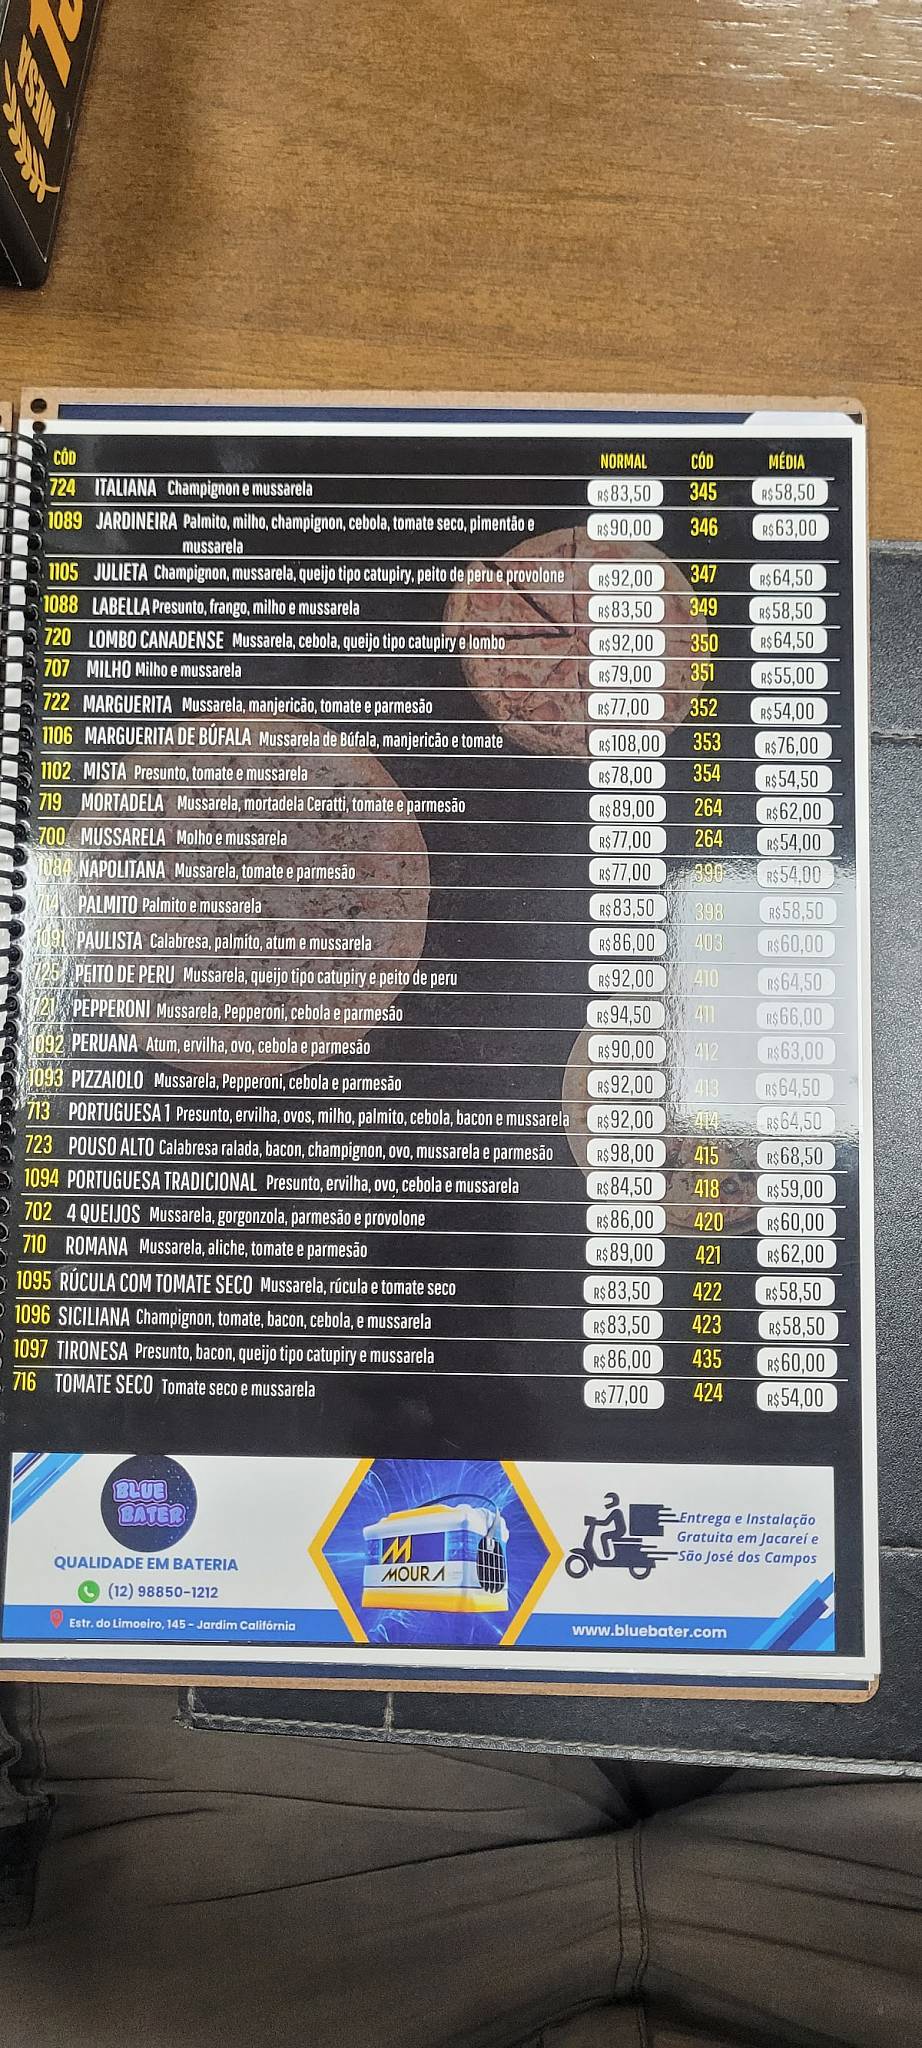 MESA
CÓD NORMAL CÓD MÉDIA
724 ITALIANA Champignon e mussarela R$83,50 345 R$58,50
1089 JARDINEIRA Palmito, milho, champignon, cebola, tomate seco, pimentão e R$90,00 346 R$63,00
mussarela
1105 JULIETA Champignon, mussarela, queijo tipo catupiry, peito de peru e provolone R$92,00 347 R$64,50
1088 LABELLA Presunto, frango, milho e mussarela R$83,50 349 R$58,50
720 LOMBO CANADENSE Mussarela, cebola, queijo tipo catupiry e lombo R$92,00 350 R$64,50
707 MILHO Milho e mussarela R$79,00 351 R$55,00
722 MARGUERITA Mussarela, manjericão, tomate e parmesão R$77,00 352 R$54,00
1106 MARGUERITA DE BÚFALA Mussarela de Búfala, manjericão e tomate R$108,00 353 R$76,00
1102 MISTA Presunto, tomate e mussarela R$78,00 354 R$54,50
719 MORTADELA Mussarela, mortadela Ceratti, tomate e parmesão R$89,00 264 R$62,00
700 MUSSARELA Molho e mussarela R$77,00 264 R$54,00
1084 NAPOLITANA Mussarela, tomate e parmesão R$77,00 390 R$54,00
714 PALMITO Palmito e mussarela R$83,50 398 R$58,50
1091 PAULISTA Calabresa, palmito, atum e mussarela R$86,00 403 R$60,00
725 PEITO DE PERU Mussarela, queijo tipo catupiry e peito de peru R$92,00 410 R$64,50
721 PEPPERONI Mussarela, Pepperoni, cebola e parmesão R$94,50 411 R$66,00
1092 PERUANA Atum, ervilha, ovo, cebola e parmesão R$90,00 412 R$63,00
1093 PIZZAIOLO Mussarela, Pepperoni, cebola e parmesão R$92,00 413 R$64,50
713 PORTUGUESA 1 Presunto, ervilha, ovos, milho, palmito, cebola, bacon e mussarela R$92,00 414 R$64,50
723 POUSO ALTO Calabresa ralada, bacon, champignon, ovo, mussarela e parmesão R$98,00 415 R$68,50
1094 PORTUGUESA TRADICIONAL Presunto, ervilha, ovo, cebola e mussarela R$84,50 418 R$59,00
702 4 QUEIJOS Mussarela, gorgonzola, parmesão e provolone R$86,00 420 R$60,00
710 ROMANA Mussarela, aliche, tomate e parmesão R$89,00 421 R$62,00
1095 RÚCULA COM TOMATE SECO Mussarela, rúcula e tomate seco R$83,50 422 R$58,50
1096 SICILIANA Champignon, tomate, bacon, cebola, e mussarela R$83,50 423 R$58,50
1097 TIRONESA Presunto, bacon, queijo tipo catupiry e mussarela R$86,00 435 R$60,00
716 TOMATE SECO Tomate seco e mussarela R$77,00 424 R$54,00
BLUE
BATER
QUALIDADE EM BATERIA
(12) 98850-1212
Estr. do Limoeiro, 145 - Jardim Califórnia
MOURA
Entrega e Instalação
Gratuita em Jacareí e
São José dos Campos
www.bluebater.com